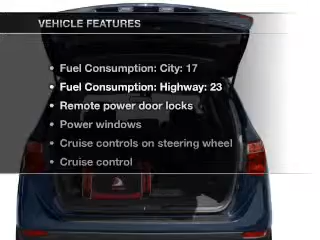 VEHICLE FEATURES
• Fuel Consumption: City: 17
• Fuel Consumption: Highway: 23
• Remote power door locks
• Power windows
• Cruise controls on steering wheel
• Cruise control